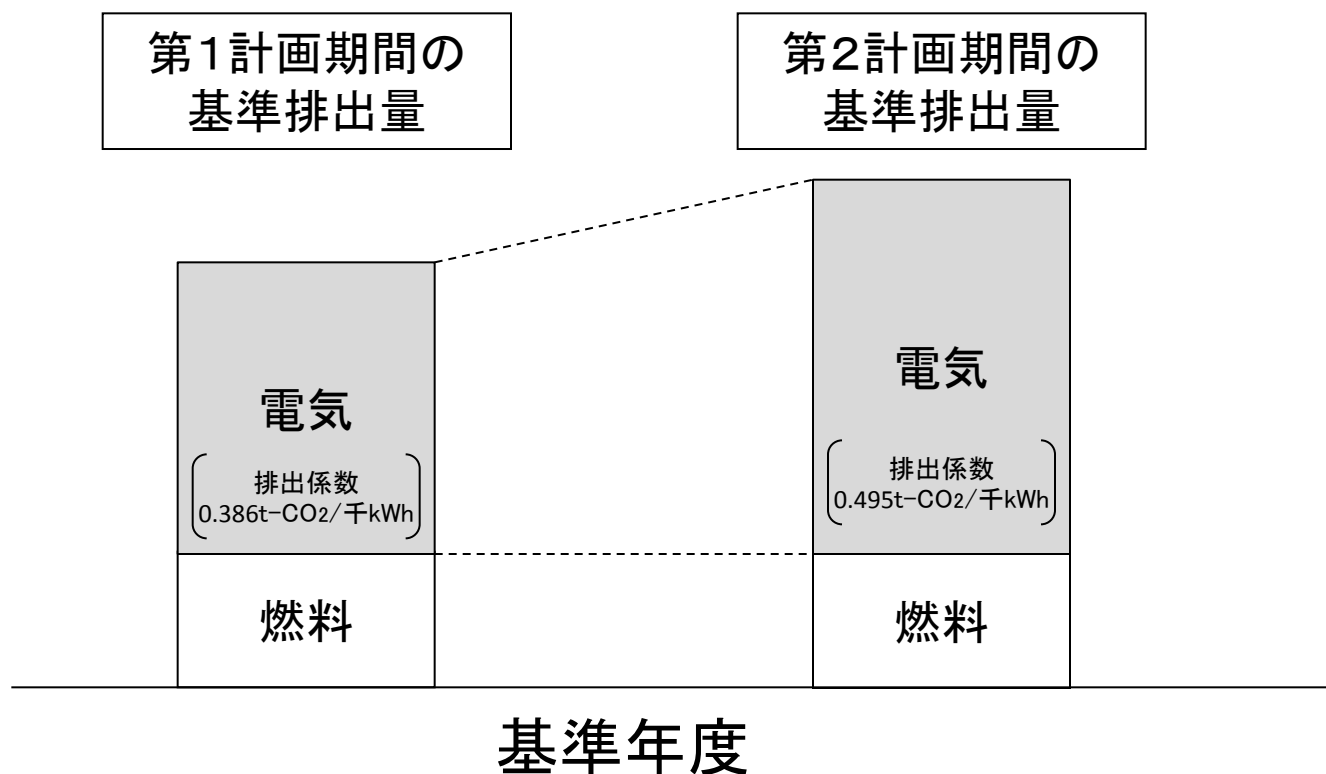 第1計画期間の
基準排出量
第2計画期間の
基準排出量
電気
排出係数
0.386t-CO2/千kWh
燃料
電気
排出係数
0.495t-CO2/千kWh
燃料
基準年度